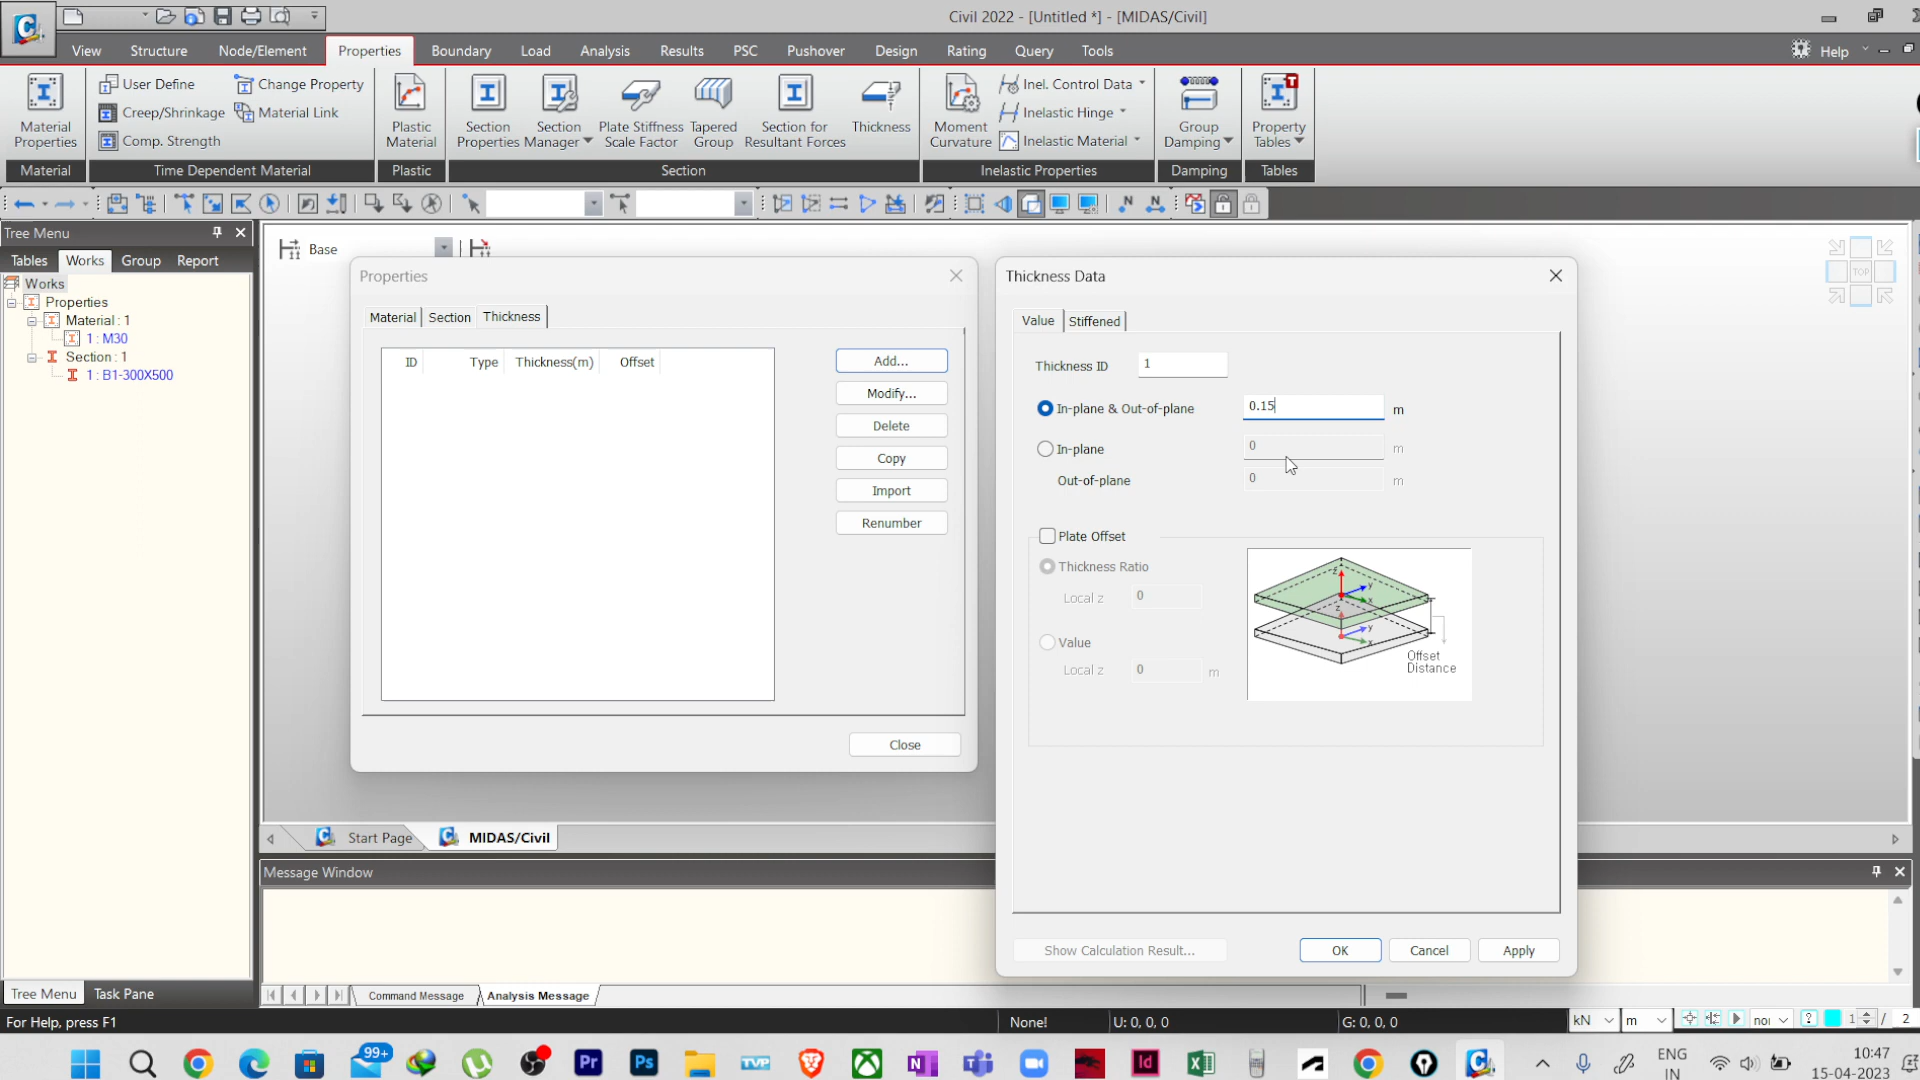 Civil 2022 - [Untitled *] - [MIDAS/Civil]
View Structure Node/Element Properties Boundary Load Analysis Results PSC Pushover Design Rating Query Tools Help
Material Properties
User Define
Creep/Shrinkage
Comp. Strength
Change Property
Material Link
Plastic Material
Section Properties
Section Manager
Plate Stiffness Scale Factor
Tapered Group
Section for Resultant Forces
Thickness
Moment Curvature
Inel. Control Data
Inelastic Hinge
Inelastic Material
Group Damping
Property Tables
Material Time Dependent Material Plastic Section Inelastic Properties Damping Tables
Tree Menu
Tables Works Group Report
Works
Properties
Material : 1
1 : M30
Section : 1
1 : B1-300X500
Base
TOP
Properties
Material Section Thickness
ID Type Thickness(m) Offset
Add...
Modify...
Delete
Copy
Import
Renumber
Close
Thickness Data
Value Stiffened
Thickness ID 1
In-plane & Out-of-plane 0.15 m
In-plane 0 m
Out-of-plane 0 m
Plate Offset
Thickness Ratio
Local z 0
Value
Local z 0 m
z y x
z y x
Offset
Distance
Show Calculation Result... OK Cancel Apply
Start Page MIDAS/Civil
Message Window
Tree Menu Task Pane
Command Message Analysis Message
For Help, press F1 None! U: 0, 0, 0 G: 0, 0, 0 kN m 1 / 2
99+
ENG
IN
10:47
15-04-2023